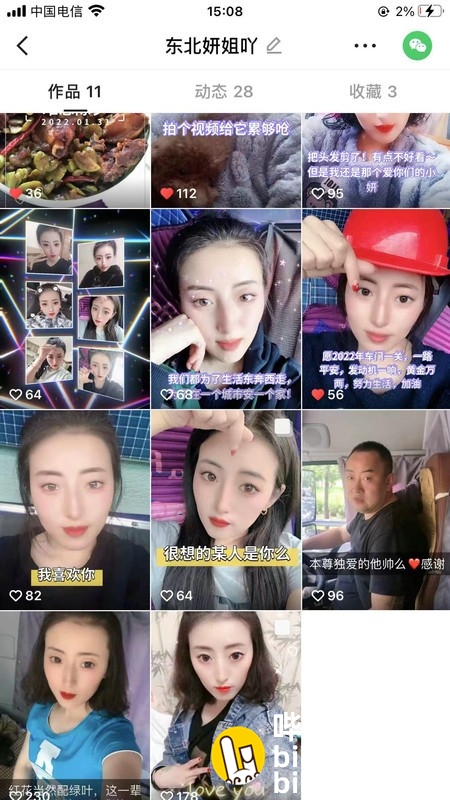 中国电信
15:08
2%
东北妍姐吖
作品 11
动态 28
收藏 3
2022.01.31
36
拍个视频给它累够呛
112
把头发剪了!有点不好看~
但是我还是那个爱你们的小
妍
95
64
我们都为了生活东奔西走,
一个城市安一个家!
68
愿2022年车门一关,一路
平安,发动机一响,黄金万
两,努力生活,加油
56
我喜欢你
82
很想的某人是你么
64
本尊独爱的他帅么❤️感谢
96
红花当然配绿叶,这一辈
230
love you
178
哔
bi
bi